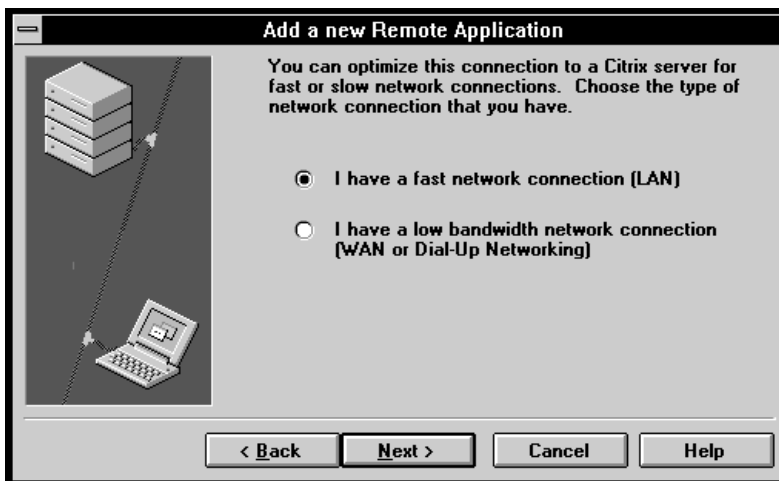 Add a new Remote Application
You can optimize this connection to a Citrix server for
fast or slow network connections.  Choose the type of
network connection that you have.
I have a fast network connection (LAN)
I have a low bandwidth network connection
(WAN or Dial-Up Networking)
< Back
Next >
Cancel
Help